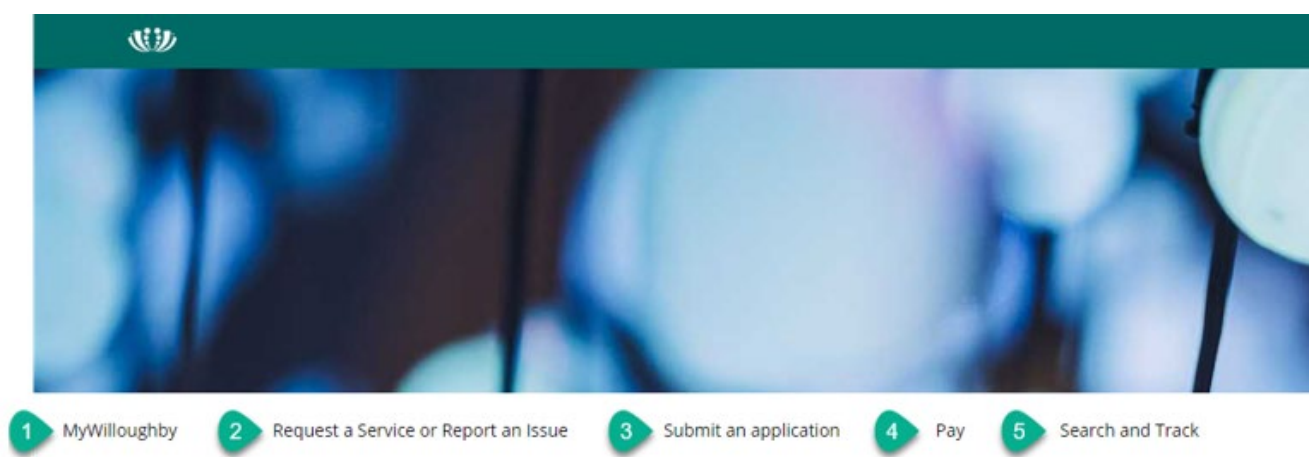 1 MyWilloughby 2 Request a Service or Report an Issue 3 Submit an application 4 Pay 5 Search and Track